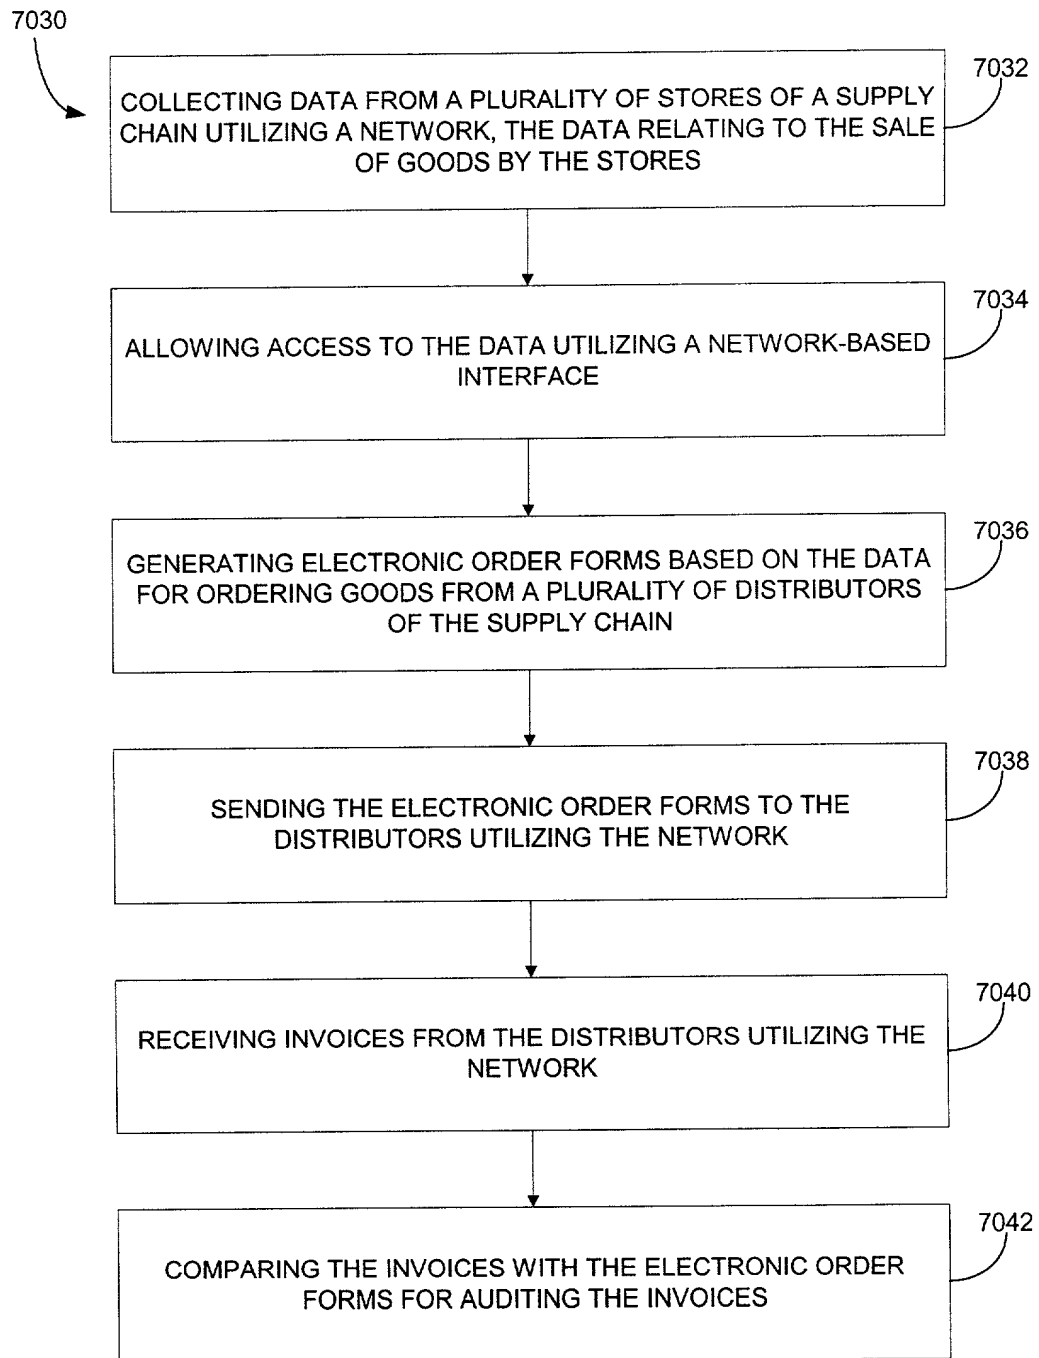 7030
7032
COLLECTING DATA FROM A PLURALITY OF STORES OF A SUPPLY
CHAIN UTILIZING A NETWORK, THE DATA RELATING TO THE SALE
OF GOODS BY THE STORES
7034
ALLOWING ACCESS TO THE DATA UTILIZING A NETWORK-BASED
INTERFACE
7036
GENERATING ELECTRONIC ORDER FORMS BASED ON THE DATA
FOR ORDERING GOODS FROM A PLURALITY OF DISTRIBUTORS
OF THE SUPPLY CHAIN
7038
SENDING THE ELECTRONIC ORDER FORMS TO THE
DISTRIBUTORS UTILIZING THE NETWORK
7040
RECEIVING INVOICES FROM THE DISTRIBUTORS UTILIZING THE
NETWORK
7042
COMPARING THE INVOICES WITH THE ELECTRONIC ORDER
FORMS FOR AUDITING THE INVOICES